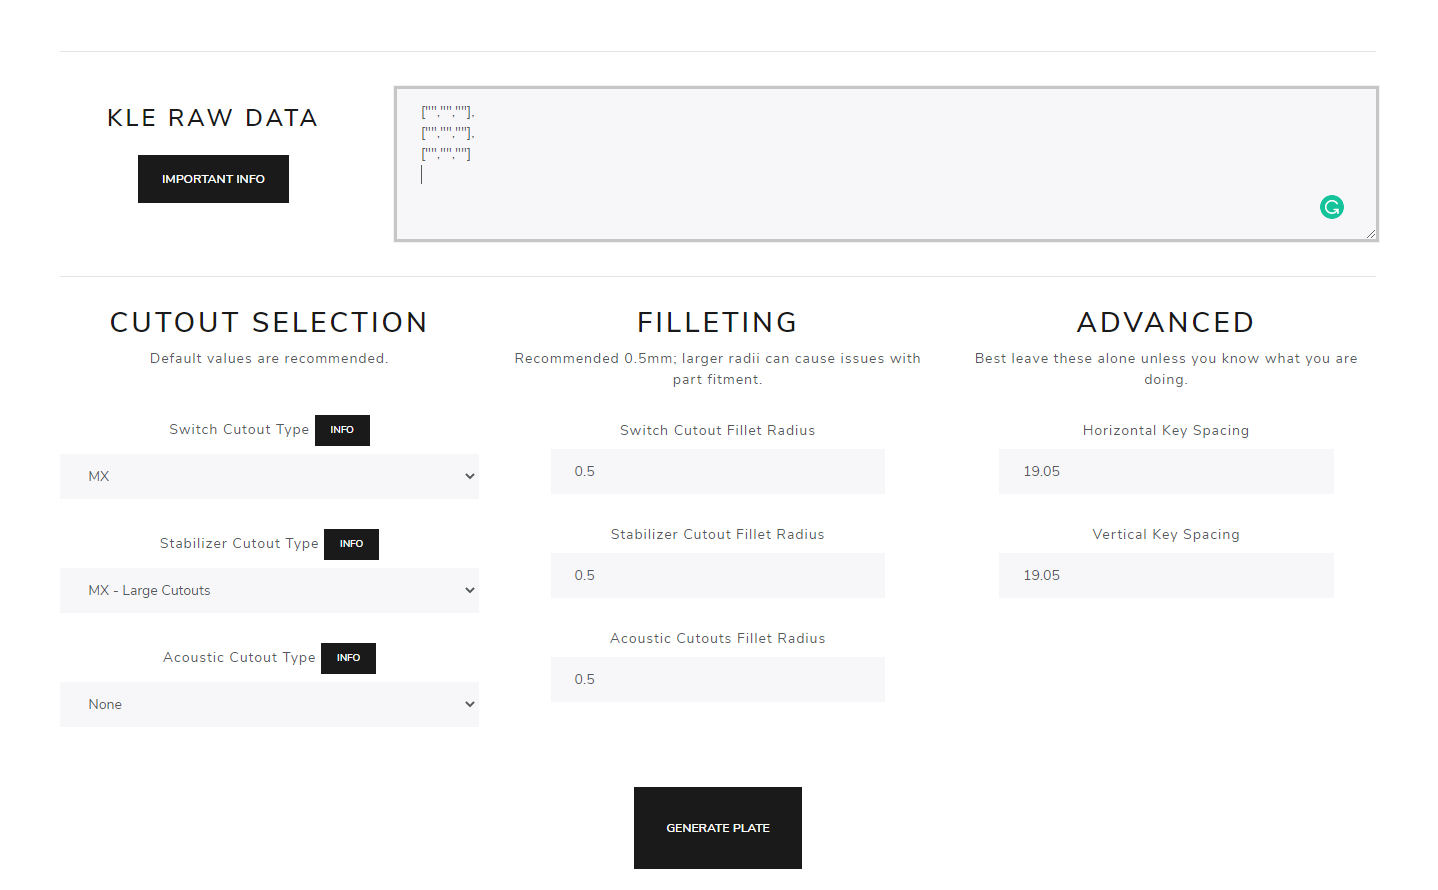 KLE RAW DATA
IMPORTANT INFO
["","",""],
["","",""],
["","",""]
CUTOUT SELECTION
Default values are recommended.
Switch Cutout Type INFO
MX
Stabilizer Cutout Type INFO
MX - Large Cutouts
Acoustic Cutout Type INFO
None
FILLETING
Recommended 0.5mm; larger radii can cause issues with
part fitment.
Switch Cutout Fillet Radius
0.5
Stabilizer Cutout Fillet Radius
0.5
Acoustic Cutouts Fillet Radius
0.5
ADVANCED
Best leave these alone unless you know what you are
doing.
Horizontal Key Spacing
19.05
Vertical Key Spacing
19.05
GENERATE PLATE